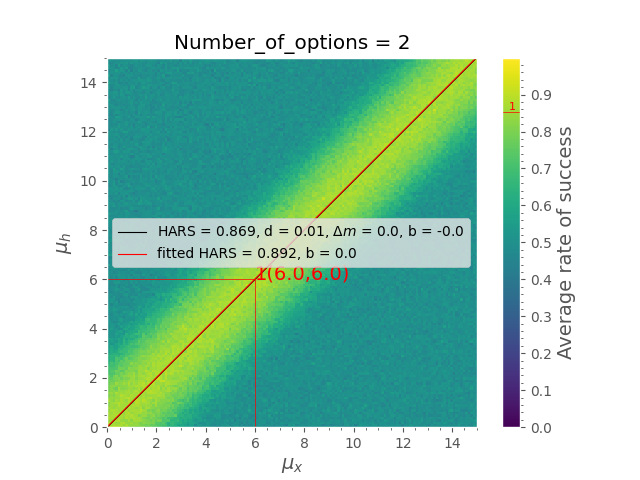 Number_of_options = 2
14
12
10
8
6
4
2
0
μh
HARS = 0.869, d = 0.01, Δm = 0.0, b = -0.0
fitted HARS = 0.892, b = 0.0
1(6.0,6.0)
0 2 4 6 8 10 12 14
μx
1
0.9
0.8
0.7
0.6
0.5
0.4
0.3
0.2
0.1
0.0
Average rate of success